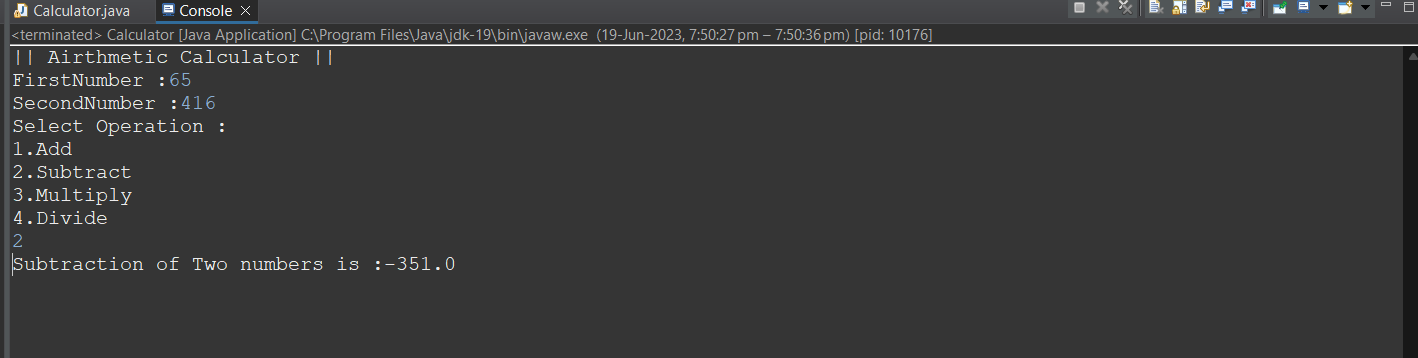 Calculator.java Console
<terminated> Calculator [Java Application] C:\Program Files\Java\jdk-19\bin\javaw.exe (19-Jun-2023, 7:50:27 pm – 7:50:36 pm) [pid: 10176]
|| Airthmetic Calculator ||
FirstNumber :65
SecondNumber :416
Select Operation :
1.Add
2.Subtract
3.Multiply
4.Divide
2
Subtraction of Two numbers is :-351.0